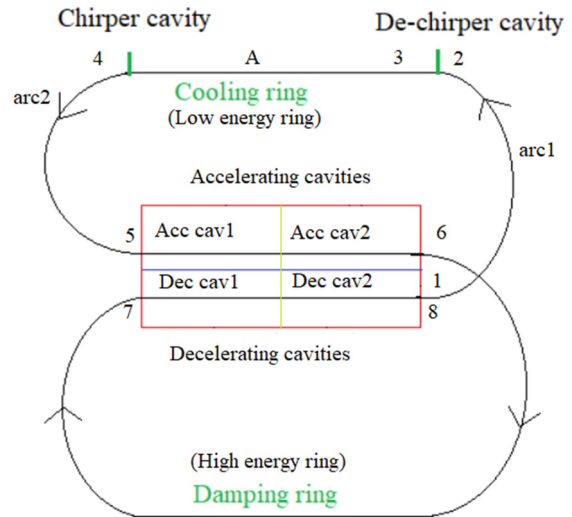 Chirper cavity
De-chirper cavity
4
A
3
2
Cooling ring
(Low energy ring)
arc2
arc1
Accelerating cavities
5
Acc cav1
Acc cav2
6
Dec cav1
Dec cav2
1
7
8
Decelerating cavities
(High energy ring)
Damping ring